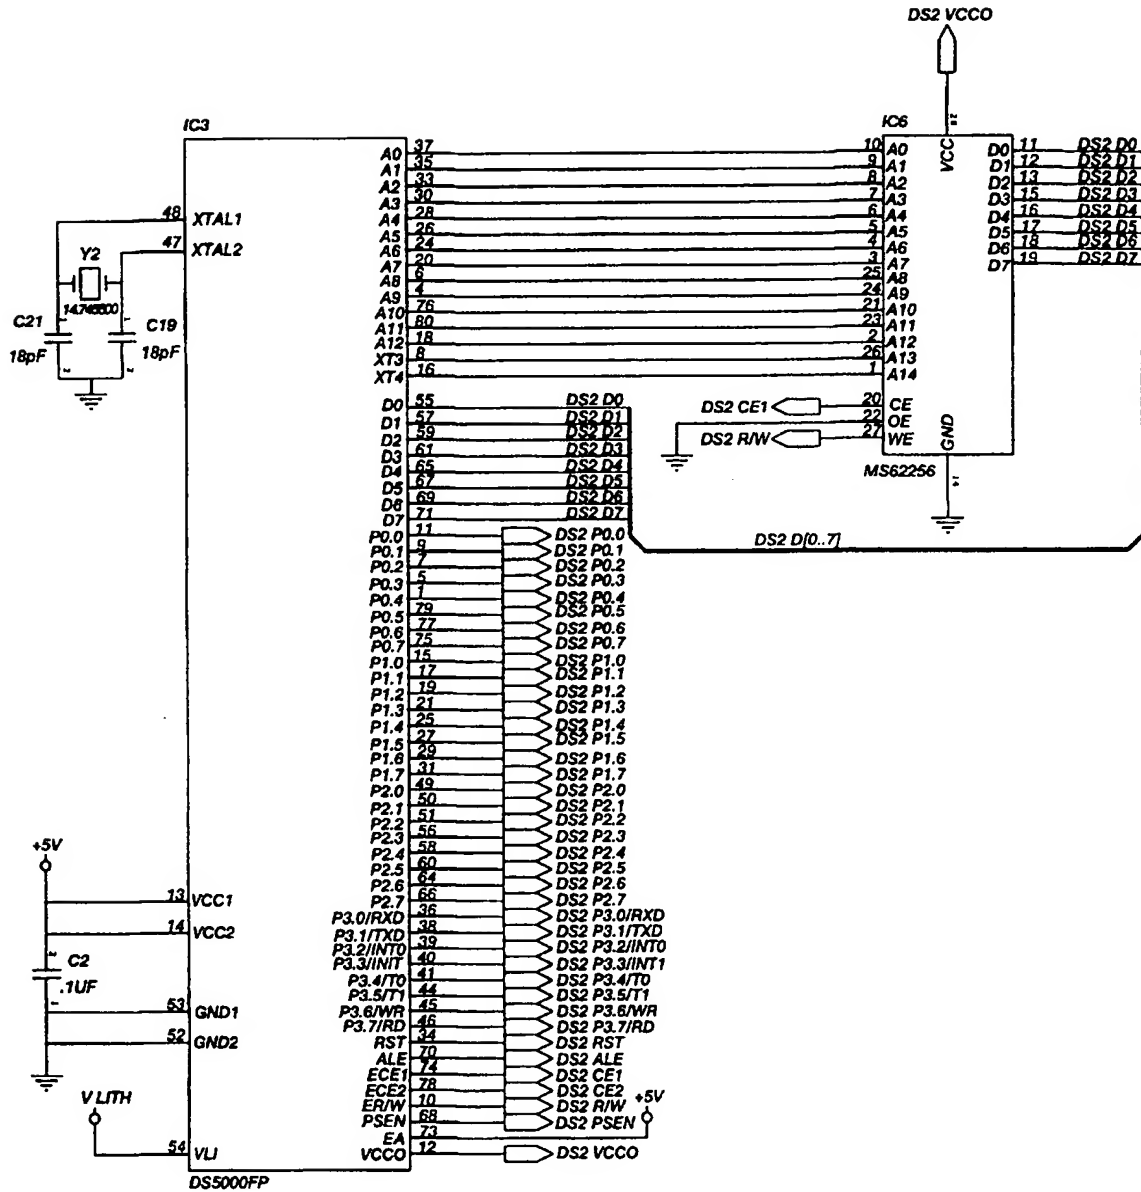 DS2 VCCO
IC3
IC6
A0 37 10 A0 VCC D0 11 DS2 D0
A1 35 9 A1 D1 12 DS2 D1
A2 33 8 A2 D2 13 DS2 D2
A3 30 7 A3 D3 15 DS2 D3
48 XTAL1 A4 28 6 A4 D4 16 DS2 D4
A5 26 5 A5 D5 17 DS2 D5
47 XTAL2 A6 24 4 A6 D6 18 DS2 D6
Y2 A7 20 3 A7 D7 19 DS2 D7
A8 6 25 A8
A9 4 24 A9
A10 76 21 A10
C21 C19 A11 80 23 A11
18pF 18pF A12 18 2 A12
XT3 8 26 A13
XT4 16 1 A14
D0 55 DS2 D0 DS2 CE1 20 CE
D1 57 DS2 D1 22 OE
D2 59 DS2 D2 DS2 R/W 27 WE GND
D3 61 DS2 D3
D4 65 DS2 D4 MS62256
D5 67 DS2 D5
D6 69 DS2 D6
D7 71 DS2 D7
P0.0 11 DS2 P0.0 DS2 D[0..7]
P0.1 9 DS2 P0.1
P0.2 7 DS2 P0.2
P0.3 5 DS2 P0.3
P0.4 1 DS2 P0.4
P0.5 79 DS2 P0.5
P0.6 77 DS2 P0.6
P0.7 75 DS2 P0.7
P1.0 15 DS2 P1.0
P1.1 17 DS2 P1.1
P1.2 19 DS2 P1.2
P1.3 21 DS2 P1.3
P1.4 25 DS2 P1.4
P1.5 27 DS2 P1.5
P1.6 29 DS2 P1.6
P1.7 31 DS2 P1.7
P2.0 49 DS2 P2.0
P2.1 50 DS2 P2.1
P2.2 51 DS2 P2.2
P2.3 56 DS2 P2.3
+5V P2.4 58 DS2 P2.4
P2.5 60 DS2 P2.5
P2.6 64 DS2 P2.6
13 VCC1 P2.7 66 DS2 P2.7
P3.0/RXD 36 DS2 P3.0/RXD
14 VCC2 P3.1/TXD 38 DS2 P3.1/TXD
P3.2/INT0 39 DS2 P3.2/INT0
C2 P3.3/INIT 40 DS2 P3.3/INT1
.1UF P3.4/T0 41 DS2 P3.4/T0
P3.5/T1 44 DS2 P3.5/T1
53 GND1 P3.6/WR 45 DS2 P3.6/WR
P3.7/RD 46 DS2 P3.7/RD
52 GND2 RST 34 DS2 RST
ALE 70 DS2 ALE
ECE1 74 DS2 CE1
ECE2 78 DS2 CE2
V LITH ER/W 10 DS2 R/W +5V
PSEN 68 DS2 PSEN
EA 73
54 VLI VCCO 12 DS2 VCCO
DS5000FP